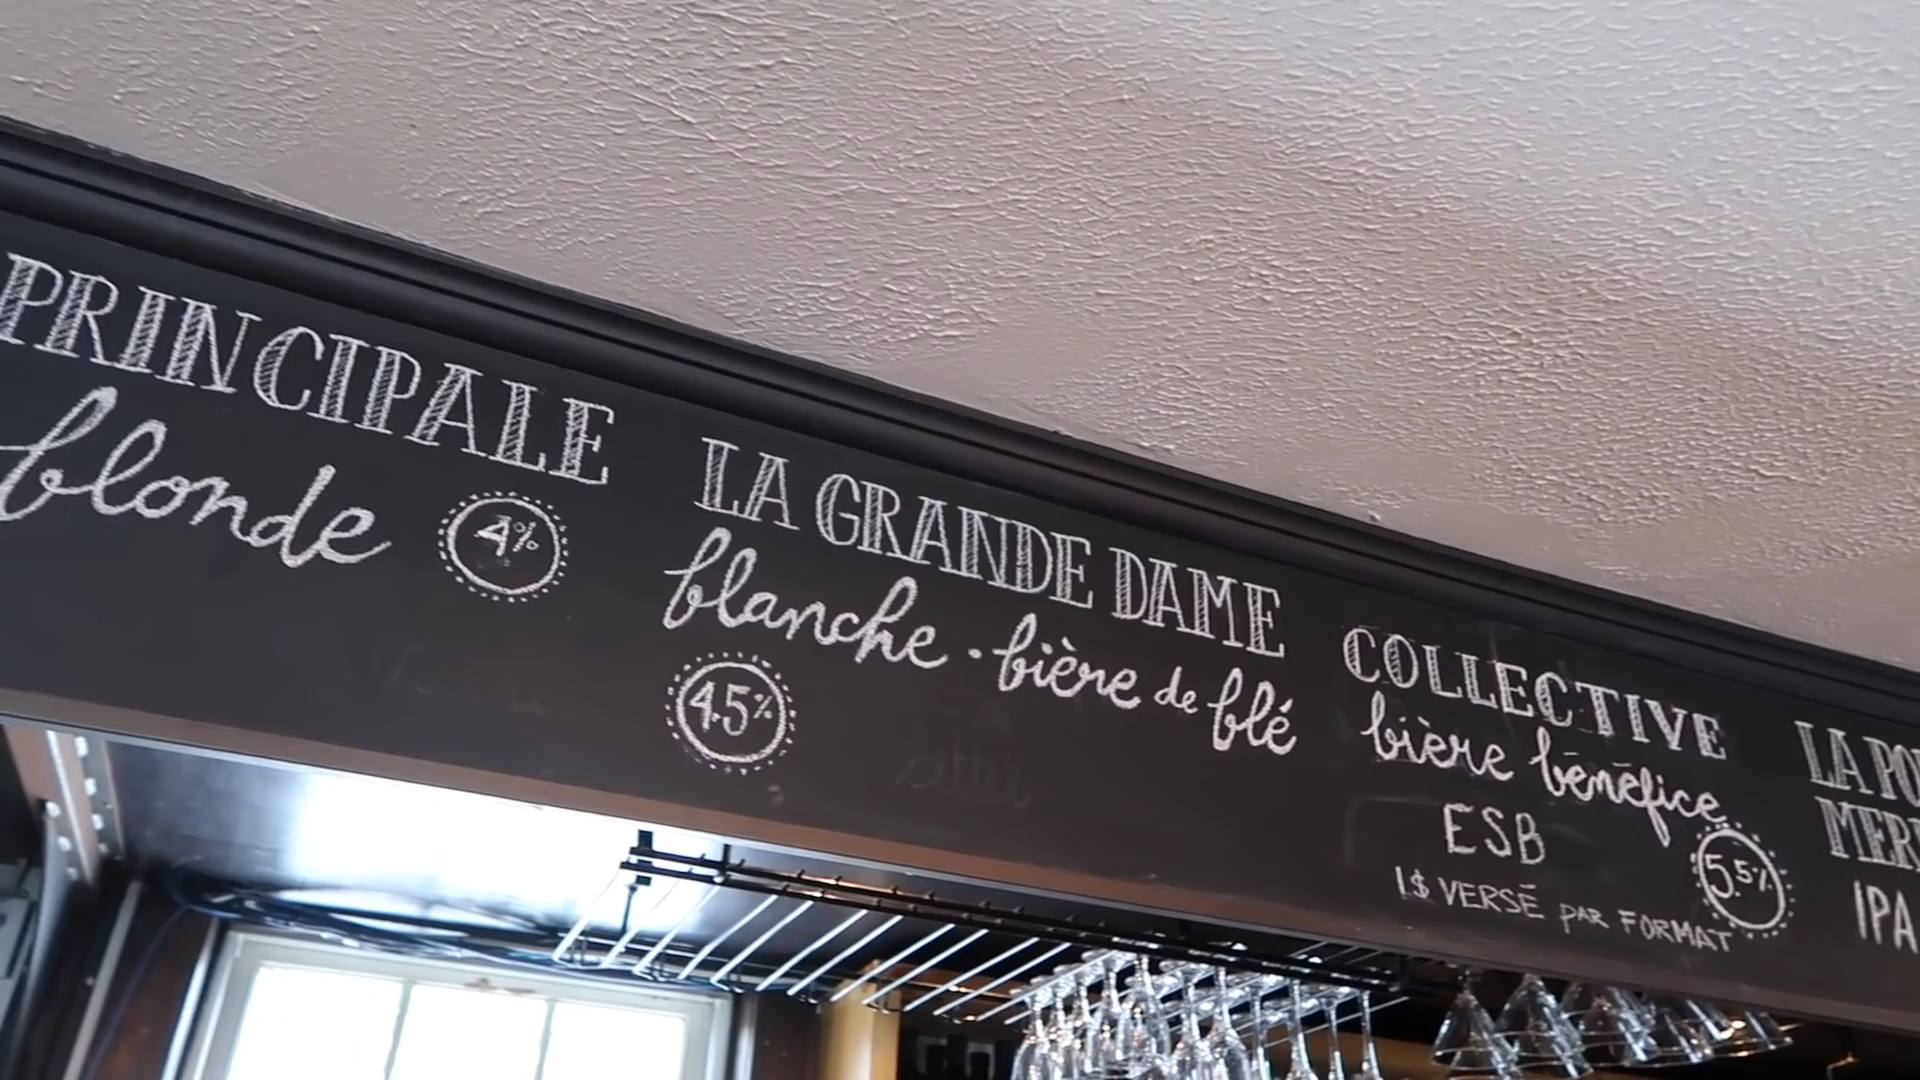 PRINCIPALE
blonde
4%
LA GRANDE DAME
blanche · bière de blé
4.5%
COLLECTIVE
bière bénéfice
ESB
5.5%
1$ VERSÉ PAR FORMAT
LA
IPA